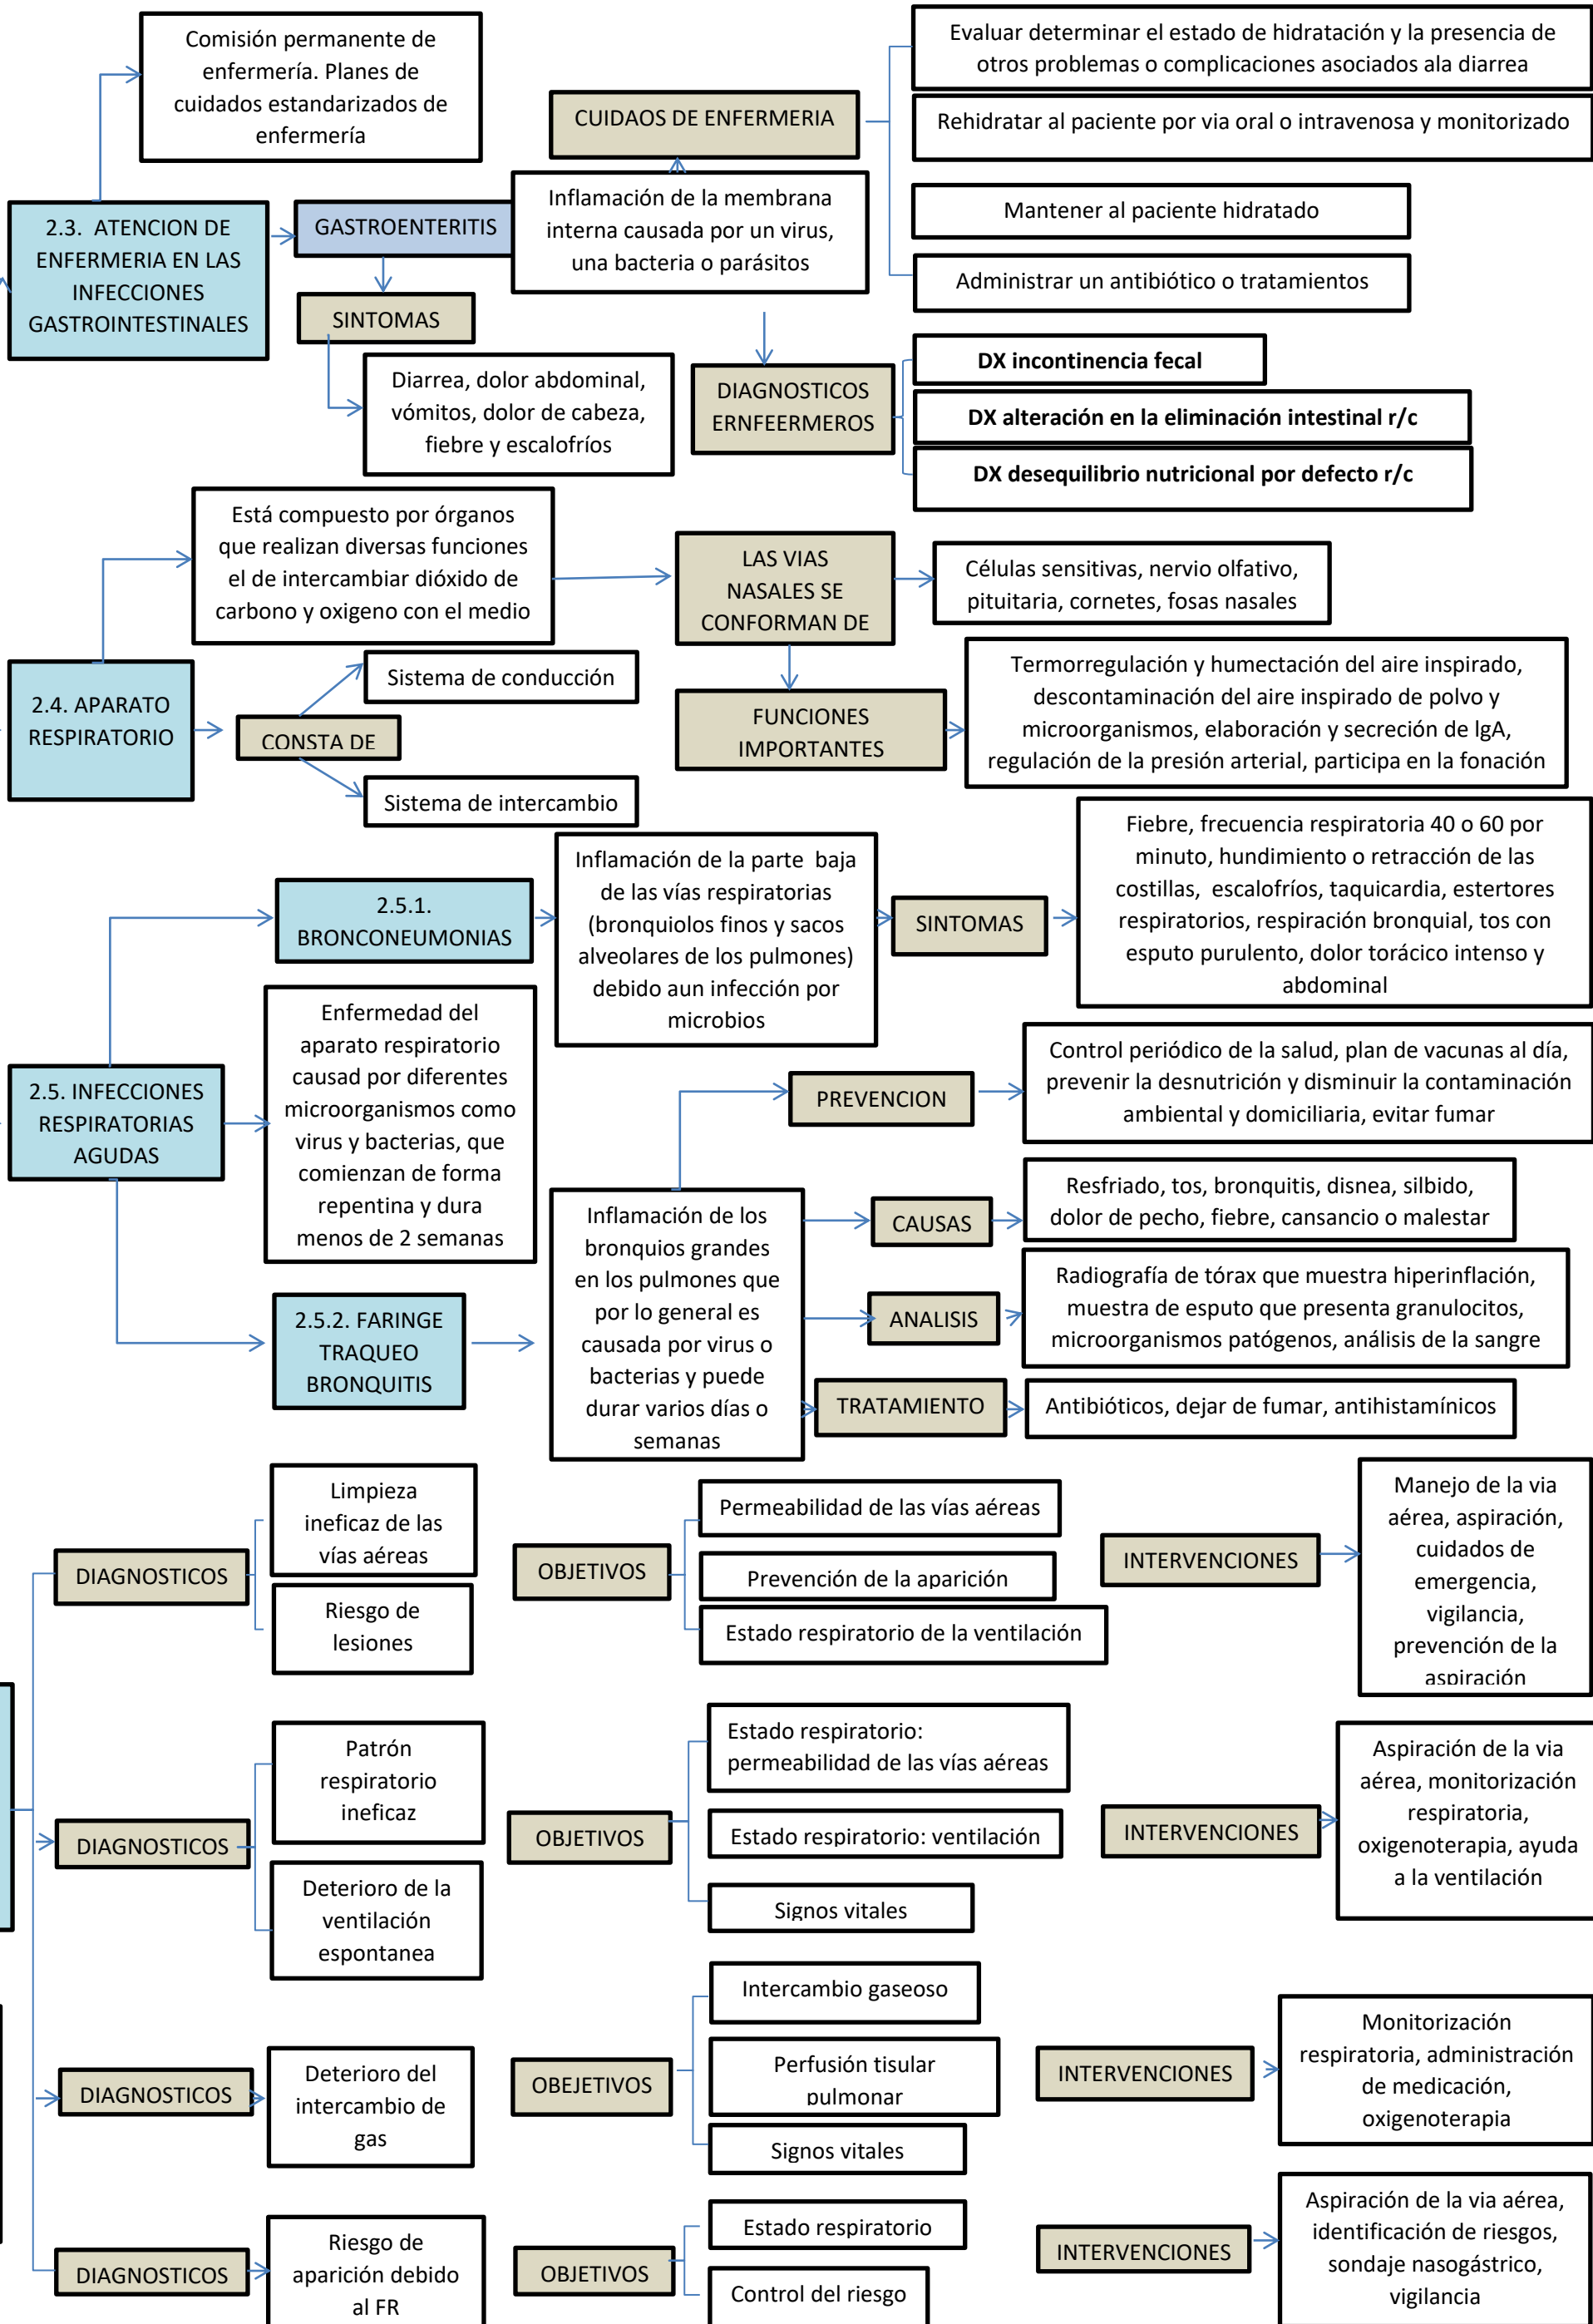 Comisión permanente de
enfermería. Planes de
cuidados estandarizados de
enfermería
CUIDAOS DE ENFERMERIA
Evaluar determinar el estado de hidratación y la presencia de
otros problemas o complicaciones asociados ala diarrea
Rehidratar al paciente por via oral o intravenosa y monitorizado
Mantener al paciente hidratado
Administrar un antibiótico o tratamientos
2.3. ATENCION DE
ENFERMERIA EN LAS
INFECCIONES
GASTROINTESTINALES
GASTROENTERITIS
Inflamación de la membrana
interna causada por un virus,
una bacteria o parásitos
SINTOMAS
Diarrea, dolor abdominal,
vómitos, dolor de cabeza,
fiebre y escalofríos
DIAGNOSTICOS
ERNFEERMEROS
DX incontinencia fecal
DX alteración en la eliminación intestinal r/c
DX desequilibrio nutricional por defecto r/c
Está compuesto por órganos
que realizan diversas funciones
el de intercambiar dióxido de
carbono y oxigeno con el medio
LAS VIAS
NASALES SE
CONFORMAN DE
Células sensitivas, nervio olfativo,
pituitaria, cornetes, fosas nasales
2.4. APARATO
RESPIRATORIO
CONSTA DE
Sistema de conducción
Sistema de intercambio
FUNCIONES
IMPORTANTES
Termorregulación y humectación del aire inspirado,
descontaminación del aire inspirado de polvo y
microorganismos, elaboración y secreción de IgA,
regulación de la presión arterial, participa en la fonación
2.5.1.
BRONCONEUMONIAS
Inflamación de la parte baja
de las vías respiratorias
(bronquiolos finos y sacos
alveolares de los pulmones)
debido aun infección por
microbios
SINTOMAS
Fiebre, frecuencia respiratoria 40 o 60 por
minuto, hundimiento o retracción de las
costillas, escalofríos, taquicardia, estertores
respiratorios, respiración bronquial, tos con
esputo purulento, dolor torácico intenso y
abdominal
2.5. INFECCIONES
RESPIRATORIAS
AGUDAS
Enfermedad del
aparato respiratorio
causad por diferentes
microorganismos como
virus y bacterias, que
comienzan de forma
repentina y dura
menos de 2 semanas
2.5.2. FARINGE
TRAQUEO
BRONQUITIS
Inflamación de los
bronquios grandes
en los pulmones que
por lo general es
causada por virus o
bacterias y puede
durar varios días o
semanas
PREVENCION
Control periódico de la salud, plan de vacunas al día,
prevenir la desnutrición y disminuir la contaminación
ambiental y domiciliaria, evitar fumar
CAUSAS
Resfriado, tos, bronquitis, disnea, silbido,
dolor de pecho, fiebre, cansancio o malestar
ANALISIS
Radiografía de tórax que muestra hiperinflación,
muestra de esputo que presenta granulocitos,
microorganismos patógenos, análisis de la sangre
TRATAMIENTO
Antibióticos, dejar de fumar, antihistamínicos
DIAGNOSTICOS
Limpieza
ineficaz de las
vías aéreas
Riesgo de
lesiones
OBJETIVOS
Permeabilidad de las vías aéreas
Prevención de la aparición
Estado respiratorio de la ventilación
INTERVENCIONES
Manejo de la via
aérea, aspiración,
cuidados de
emergencia,
vigilancia,
prevención de la
aspiración
DIAGNOSTICOS
Patrón
respiratorio
ineficaz
Deterioro de la
ventilación
espontanea
OBJETIVOS
Estado respiratorio:
permeabilidad de las vías aéreas
Estado respiratorio: ventilación
Signos vitales
INTERVENCIONES
Aspiración de la via
aérea, monitorización
respiratoria,
oxigenoterapia, ayuda
a la ventilación
DIAGNOSTICOS
Deterioro del
intercambio de
gas
OBEJETIVOS
Intercambio gaseoso
Perfusión tisular
pulmonar
Signos vitales
INTERVENCIONES
Monitorización
respiratoria, administración
de medicación,
oxigenoterapia
DIAGNOSTICOS
Riesgo de
aparición debido
al FR
OBJETIVOS
Estado respiratorio
Control del riesgo
INTERVENCIONES
Aspiración de la via aérea,
identificación de riesgos,
sondaje nasogástrico,
vigilancia